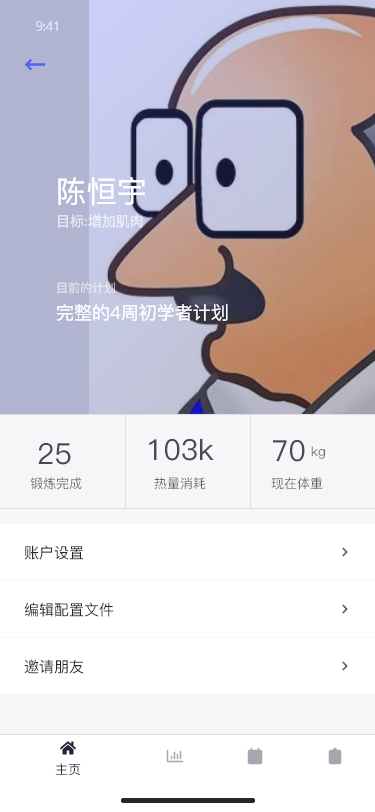 9:41
陈恒宇
目标:增加肌肉
目前的计划
完整的4周初学者计划
25
103k
70 kg
锻炼完成
热量消耗
现在体重
账户设置
编辑配置文件
邀请朋友
主页